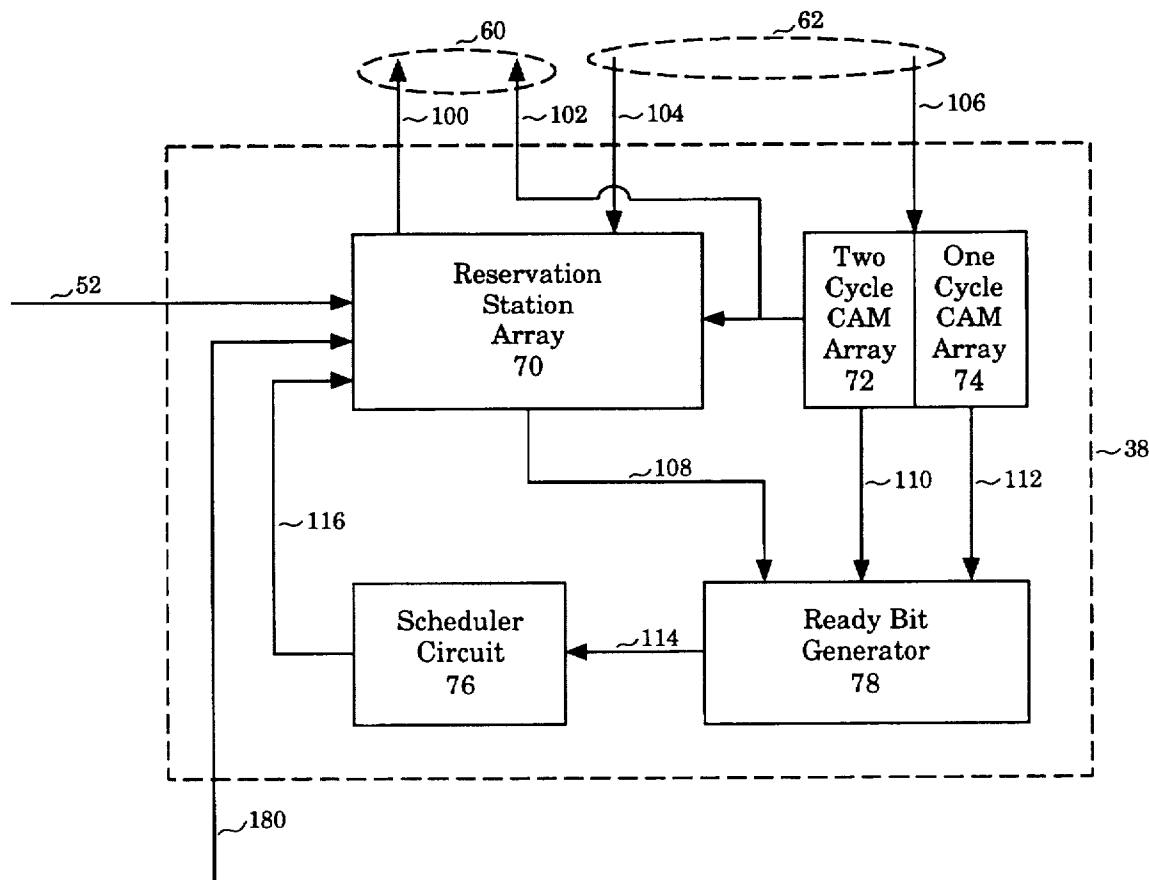 60
62
100
102
104
106
52
Reservation
Station
Array
70
Two
Cycle
CAM
Array
72
One
Cycle
CAM
Array
74
38
108
110
112
116
Scheduler
Circuit
76
114
Ready Bit
Generator
78
180